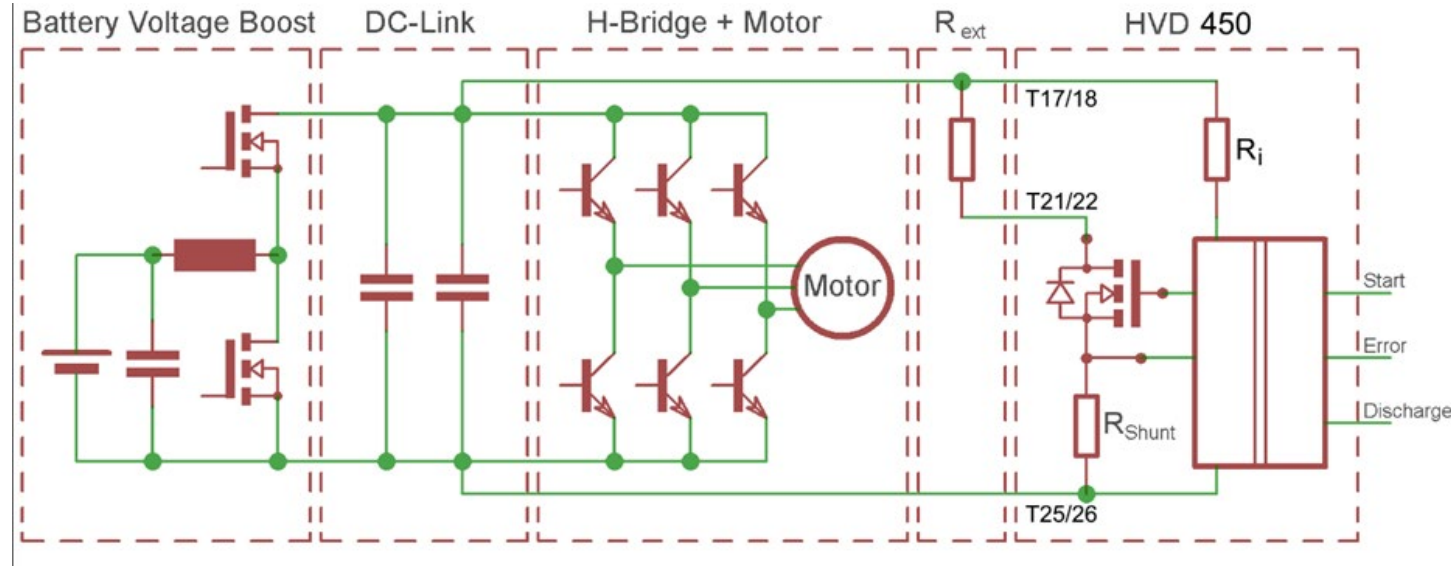 Battery Voltage Boost
DC-Link
H-Bridge + Motor
R ext
HVD 450
T17/18
Ri
T21/22
Motor
Start
Error
RShunt
Discharge
T25/26